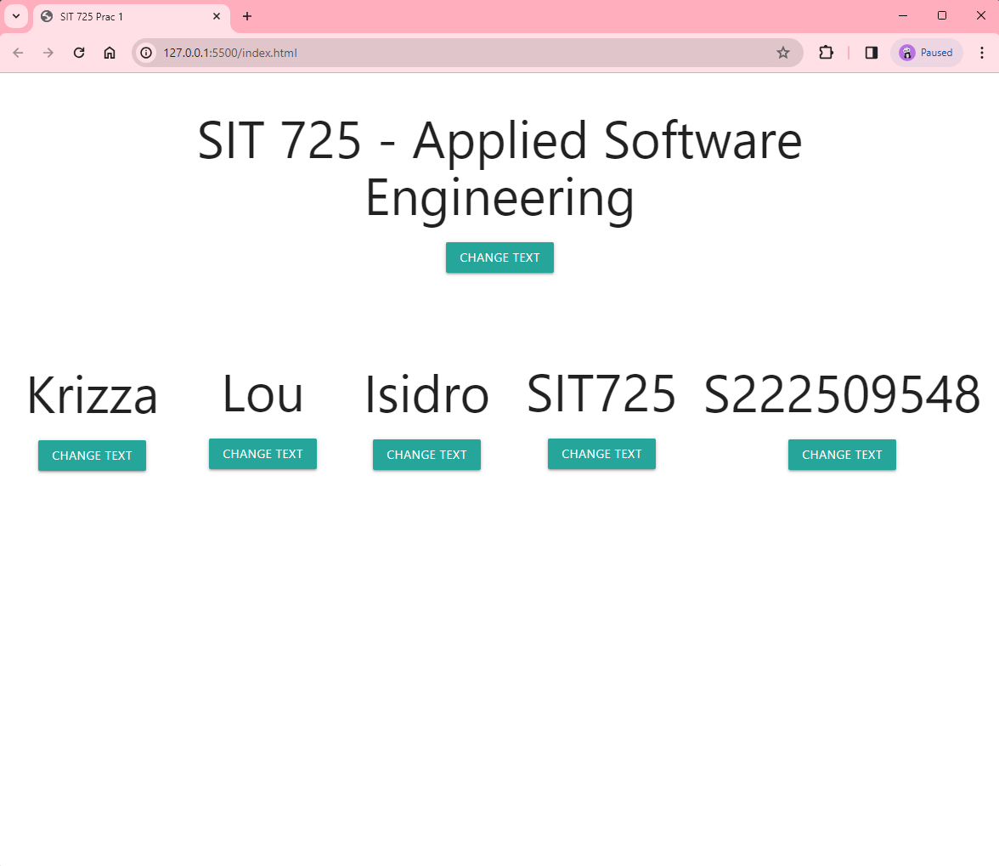 SIT 725 Prac 1
127.0.0.1:5500/index.html
Paused
SIT 725 - Applied Software
Engineering
CHANGE TEXT
Krizza Lou Isidro SIT725 S222509548
CHANGE TEXT CHANGE TEXT CHANGE TEXT CHANGE TEXT CHANGE TEXT